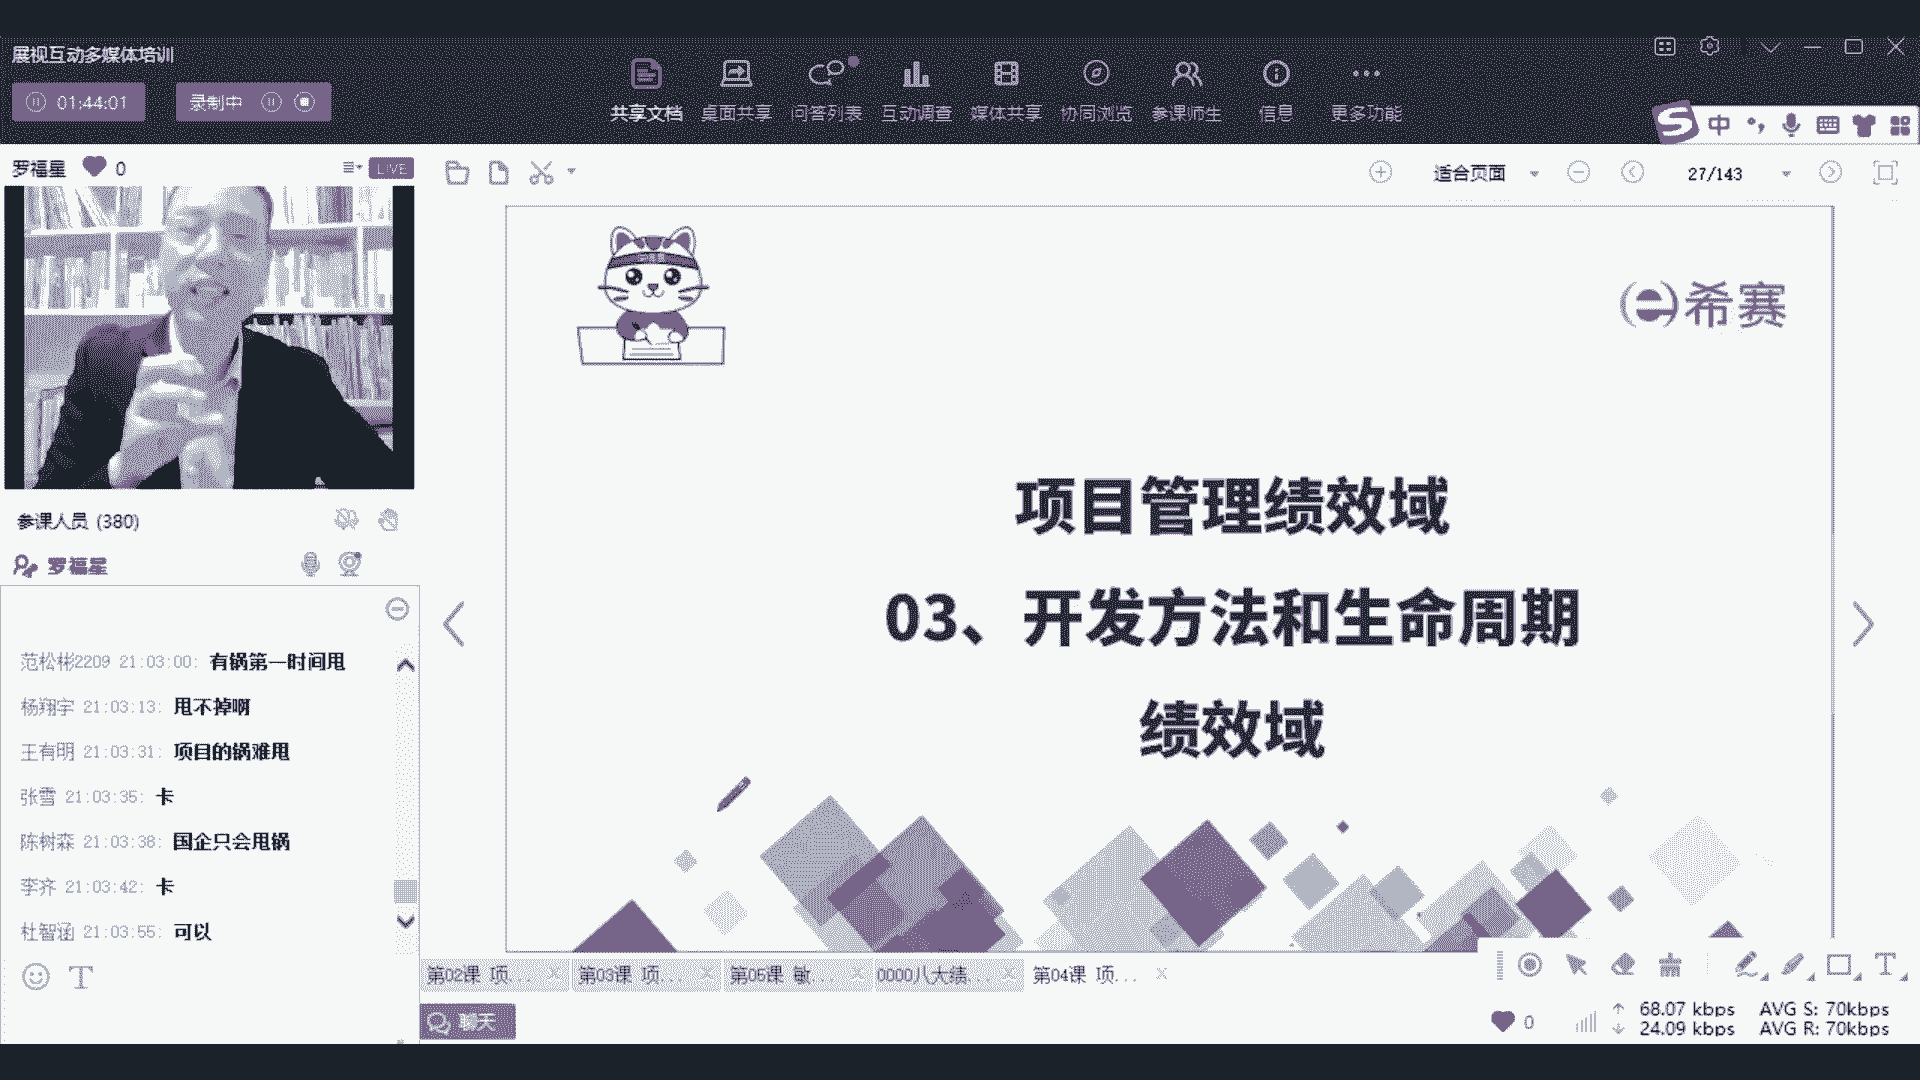 展视互动多媒体培训
01:44:01
录制中
共享文档
桌面共享
问答列表
互动调查
媒体共享
协同浏览
参课师生
信息
更多功能
中
罗福星
0
LIVE
适合页面
27/143
希赛
项目管理绩效域
03、开发方法和生命周期
绩效域
参课人员 (380)
罗福星
范松彬2209 21:03:00: 有锅第一时间甩
杨翔宇 21:03:13: 甩不掉啊
王有明 21:03:31: 项目的锅难甩
张雪 21:03:35: 卡
陈树森 21:03:38: 国企只会甩锅
李齐 21:03:42: 卡
杜智涵 21:03:55: 可以
第02课 项...
第03课 项...
第05课 敏...
0000八大绩...
第04课 项...
聊天
0
68.07 kbps AVG S: 70kbps
24.09 kbps AVG R: 70kbps